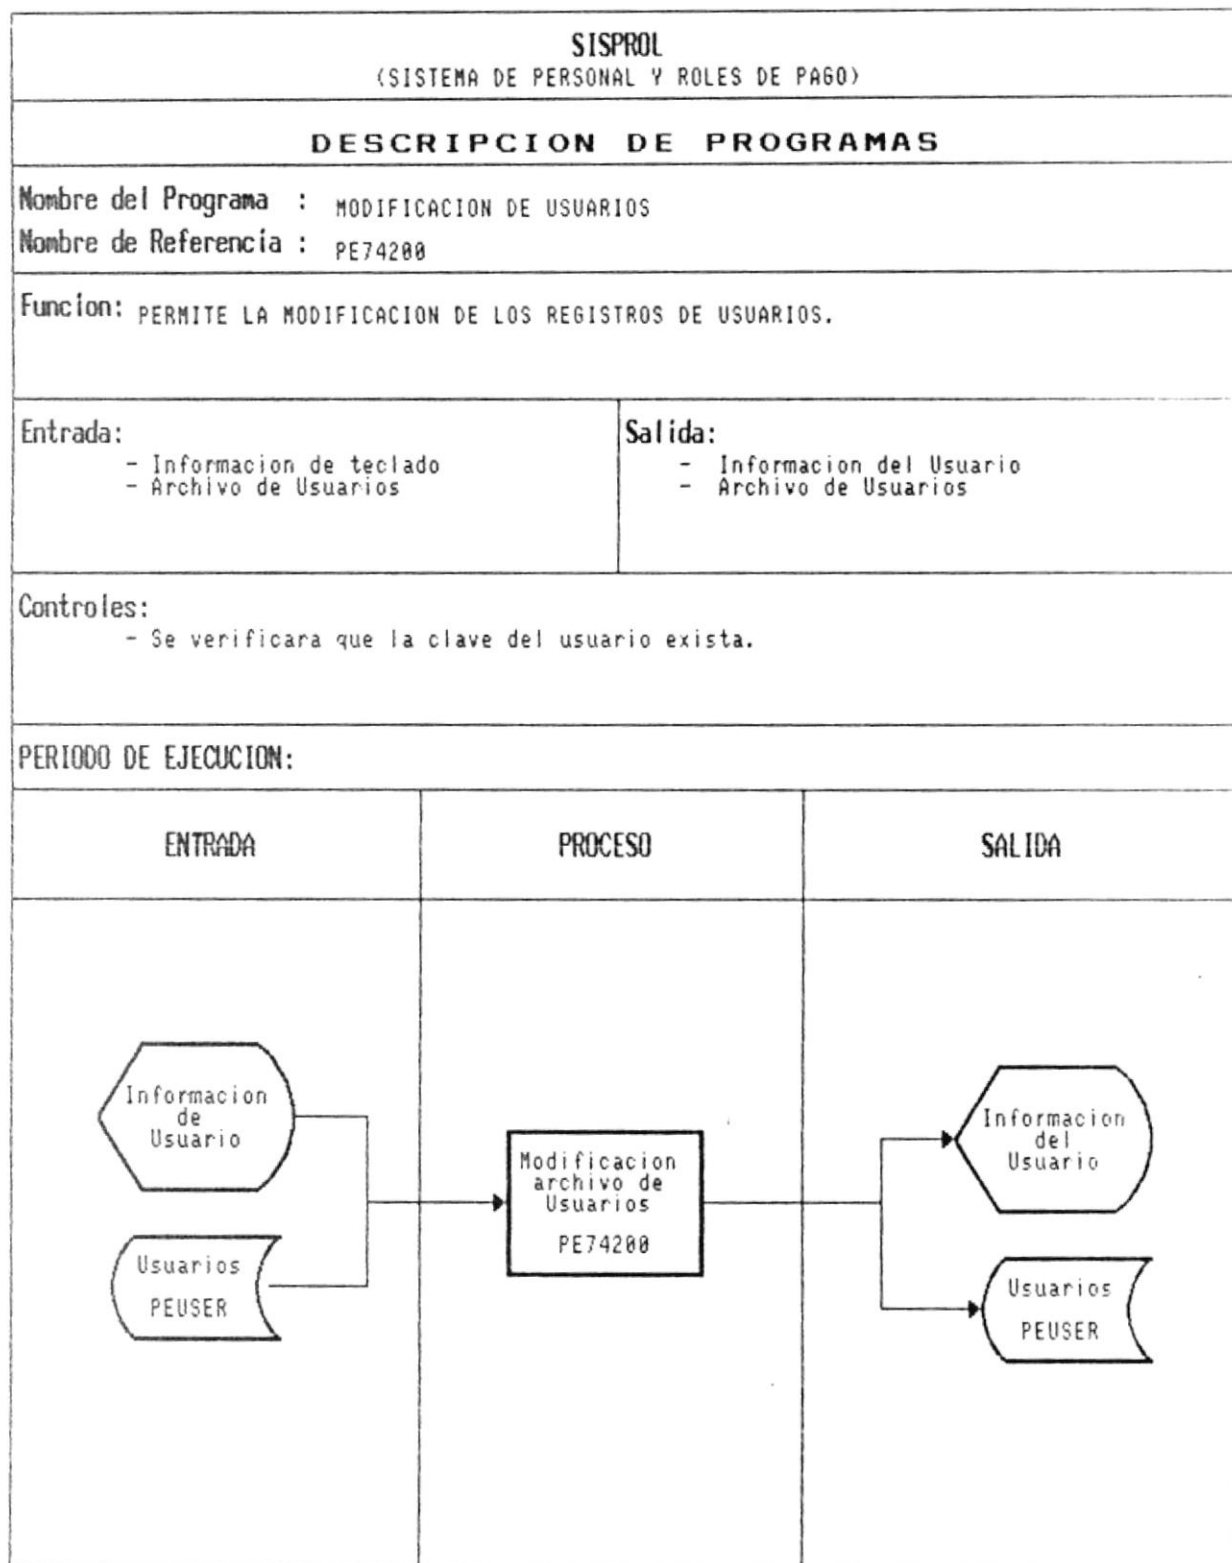 SISPROL
(SISTEMA DE PERSONAL Y ROLES DE PAGO)
DESCRIPCION DE PROGRAMAS
Nombre del Programa : MODIFICACION DE USUARIOS
Nombre de Referencia : PE74200
Funcion: PERMITE LA MODIFICACION DE LOS REGISTROS DE USUARIOS.
Entrada:
- Informacion de teclado
- Archivo de Usuarios
Salida:
- Informacion del Usuario
- Archivo de Usuarios
Controles:
- Se verificara que la clave del usuario exista.
PERIODO DE EJECUCION:
ENTRADA
PROCESO
SALIDA
Informacion
de
Usuario
Usuarios
PEUSER
Modificacion
archivo de
Usuarios
PE74200
Informacion
del
Usuario
Usuarios
PEUSER